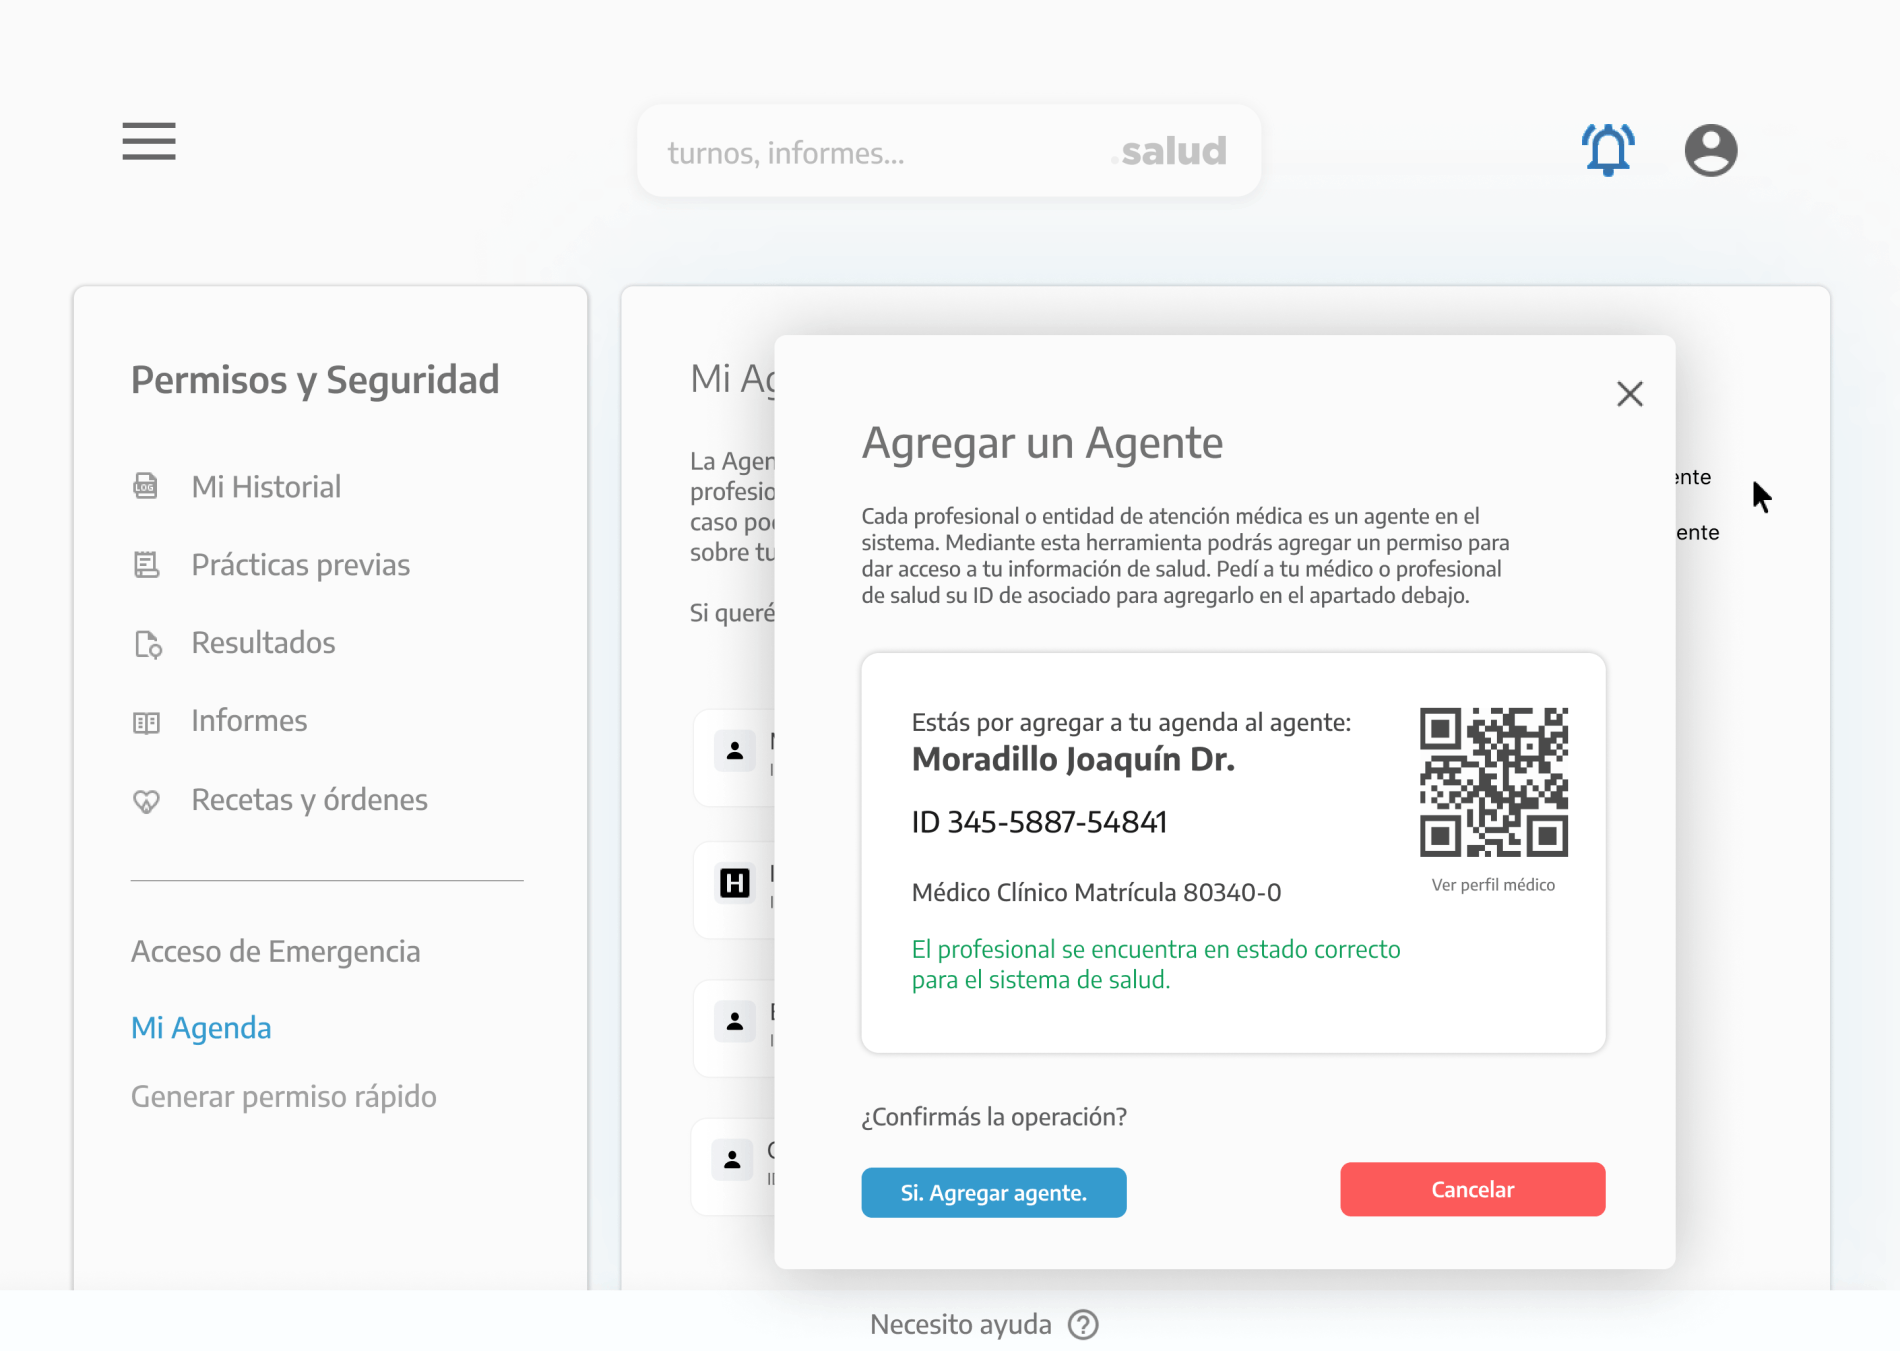 turnos, informes... .salud
Permisos y Seguridad
LOG Mi Historial
Prácticas previas
Resultados
Informes
Recetas y órdenes
Acceso de Emergencia
Mi Agenda
Generar permiso rápido
Mi Ag
La Agen
profesio
caso po
sobre tu
Si queré
H
ente
ente
Agregar un Agente
Cada profesional o entidad de atención médica es un agente en el
sistema. Mediante esta herramienta podrás agregar un permiso para
dar acceso a tu información de salud. Pedí a tu médico o profesional
de salud su ID de asociado para agregarlo en el apartado debajo.
Estás por agregar a tu agenda al agente:
Moradillo Joaquín Dr.
ID 345-5887-54841
Médico Clínico Matrícula 80340-0
El profesional se encuentra en estado correcto
para el sistema de salud.
Ver perfil médico
¿Confirmás la operación?
Si. Agregar agente.
Cancelar
Necesito ayuda ?